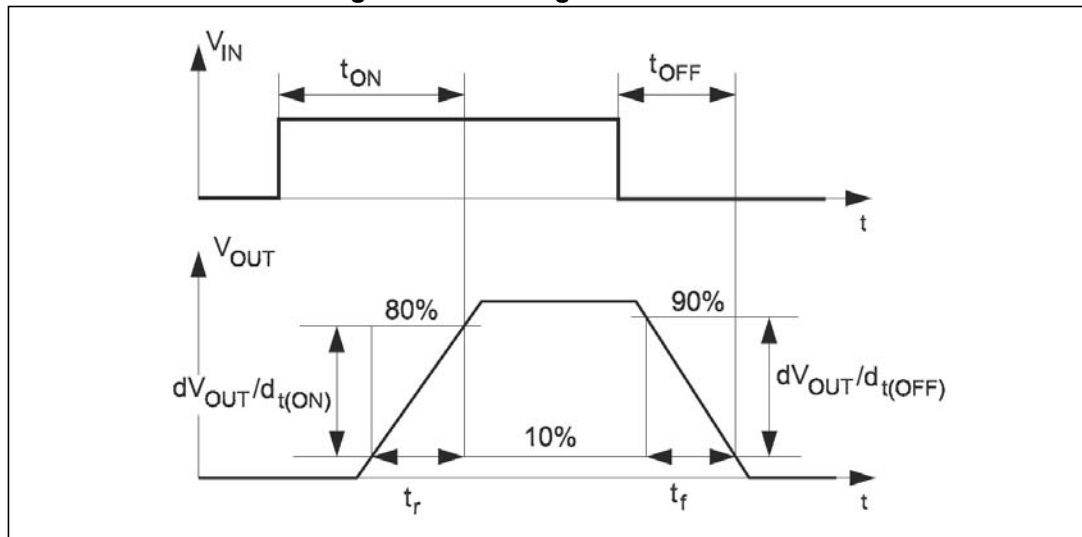 V_IN
t_ON
t_OFF
t
V_OUT
80%
90%
dV_OUT/d_t(ON)
dV_OUT/d_t(OFF)
10%
t_r
t_f
t